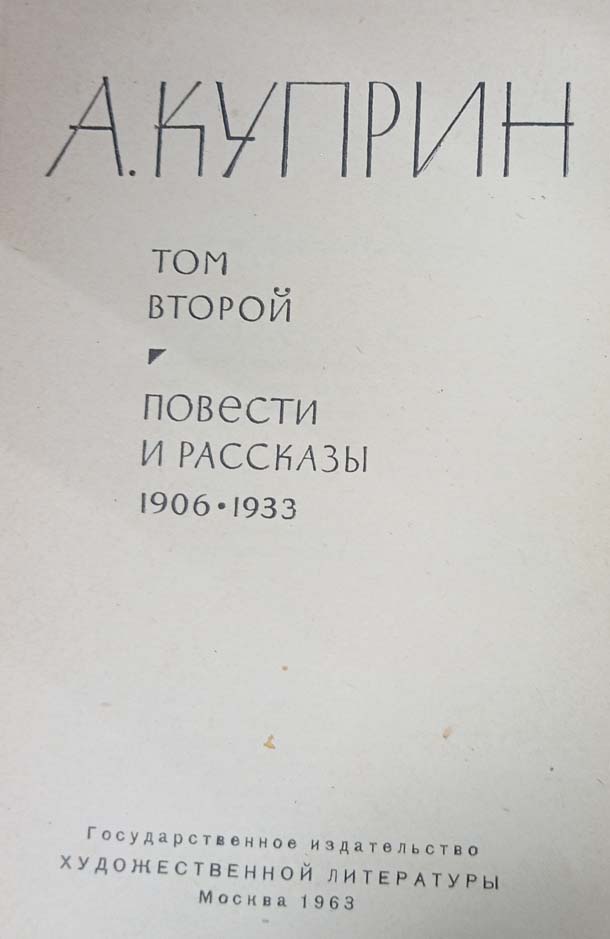 А. КУПРИН
ТОМ
ВТОРОЙ
ПОВЕСТИ
И РАССКАЗЫ
1906 • 1933
Государственное издательство
ХУДОЖЕСТВЕННОЙ ЛИТЕРАТУРЫ
Москва 1963